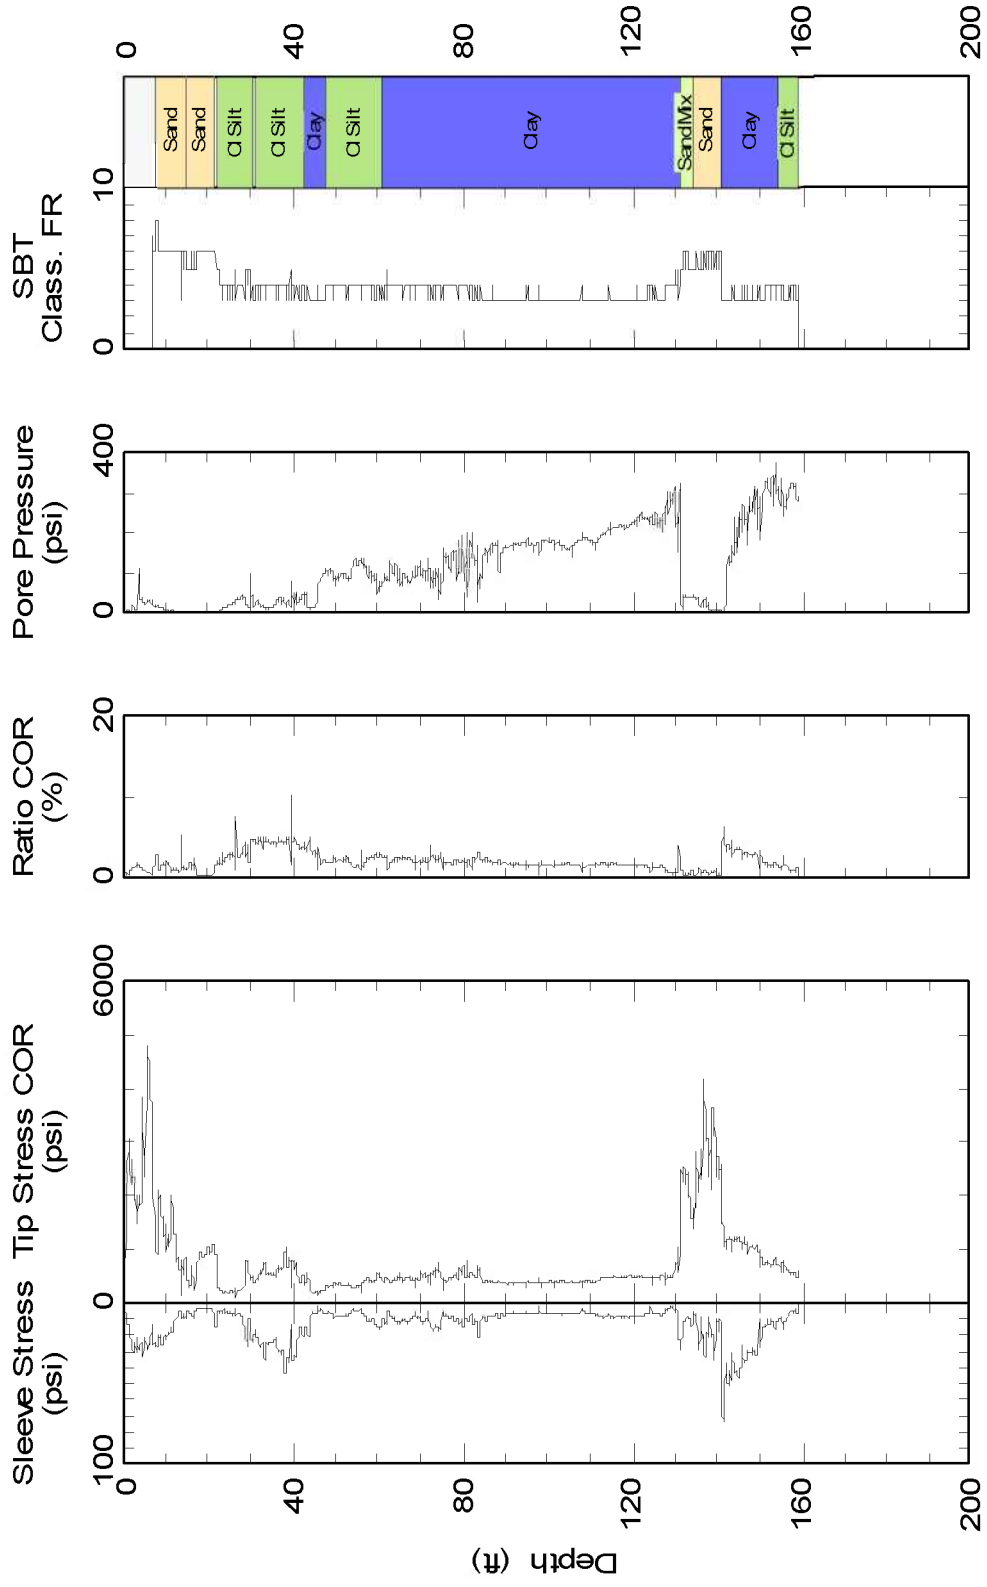 Sleeve Stress
(psi)
Tip Stress COR
(psi)
Ratio COR
(%)
Pore Pressure
(psi)
SBT
Class. FR
100
0
6000
0
20
0
400
0
10
Depth (ft)
0
40
80
120
160
200
0
40
80
120
160
200
Sand
Sand
Cl Silt
Cl Silt
Clay
Cl Silt
Clay
SandMix
Sand
Clay
Cl Silt